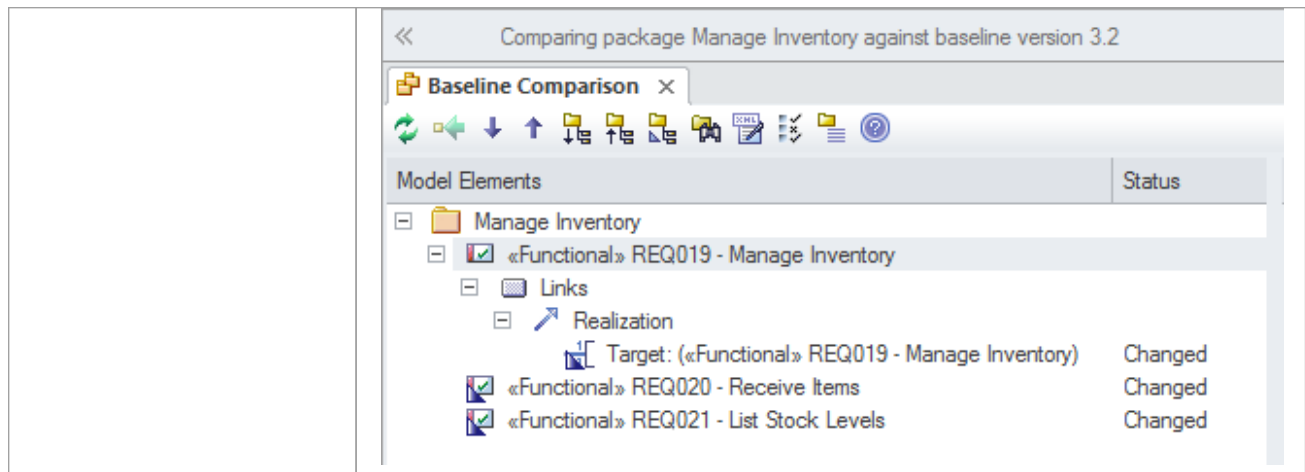 Comparing package Manage Inventory against baseline version 3.2
Baseline Comparison
Model Elements Status
Manage Inventory
«Functional» REQ019 - Manage Inventory
Links
Realization
Target: («Functional» REQ019 - Manage Inventory) Changed
«Functional» REQ020 - Receive Items Changed
«Functional» REQ021 - List Stock Levels Changed